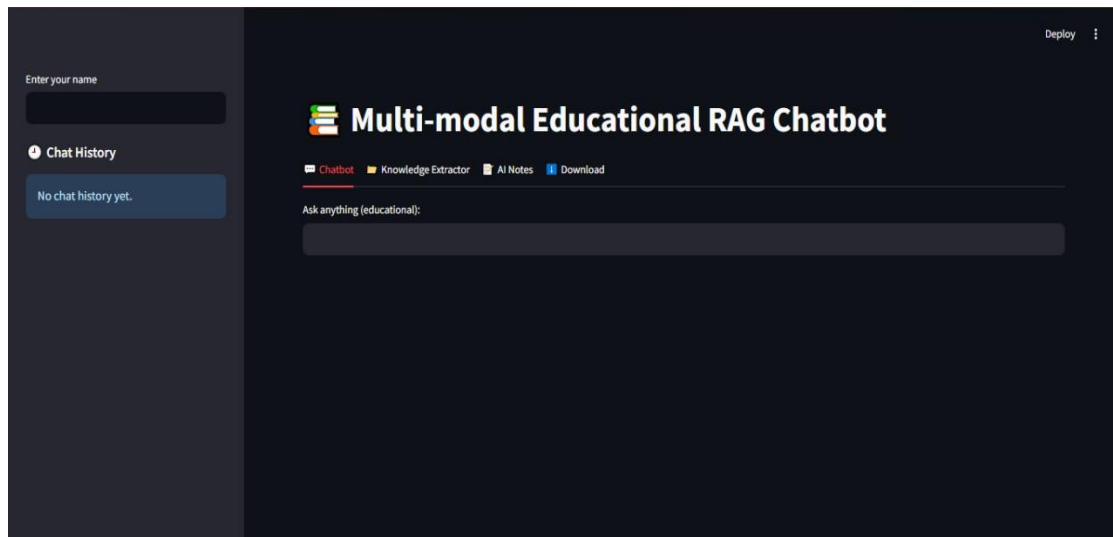 Deploy
Enter your name
Chat History
No chat history yet.
Multi-modal Educational RAG Chatbot
Chatbot Knowledge Extractor AI Notes Download
Ask anything (educational):